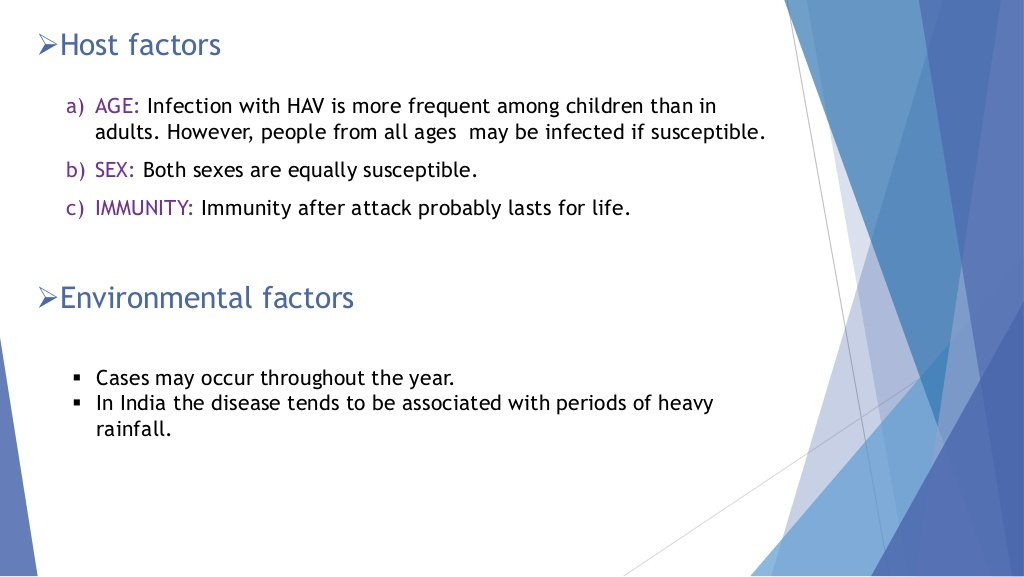 ➢Host factors
a) AGE: Infection with HAV is more frequent among children than in
adults. However, people from all ages  may be infected if susceptible.
b) SEX: Both sexes are equally susceptible.
c) IMMUNITY: Immunity after attack probably lasts for life.
➢Environmental factors
▪ Cases may occur throughout the year.
▪ In India the disease tends to be associated with periods of heavy
rainfall.